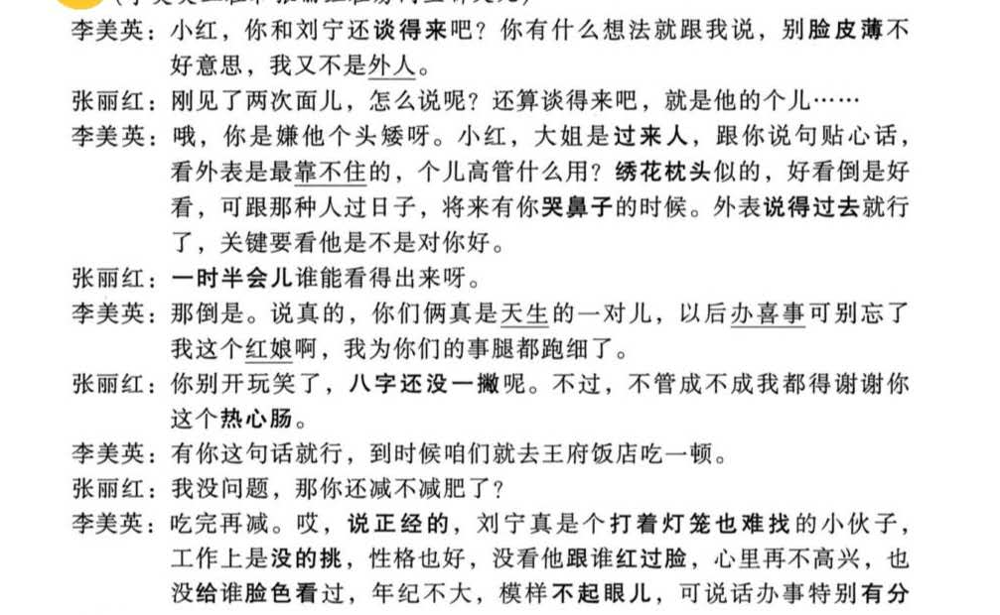 李美英：小红，你和刘宁还谈得来吧？你有什么想法就跟我说，别脸皮薄不
好意思，我又不是外人。
张丽红：刚见了两次面儿，怎么说呢？还算谈得来吧，就是他的个儿……
李美英：哦，你是嫌他个头矮呀。小红，大姐是过来人，跟你说句贴心话，
看外表是最靠不住的，个儿高管什么用？绣花枕头似的，好看倒是好
看，可跟那种人过日子，将来有你哭鼻子的时候。外表说得过去就行
了，关键要看他是不是对你好。
张丽红：一时半会儿谁能看得出来呀。
李美英：那倒是。说真的，你们俩真是天生的一对儿，以后办喜事可别忘了
我这个红娘啊，我为你们的事腿都跑细了。
张丽红：你别开玩笑了，八字还没一撇呢。不过，不管成不成我都得谢谢你
这个热心肠。
李美英：有你这句话就行，到时候咱们就去王府饭店吃一顿。
张丽红：我没问题，那你还减不减肥了？
李美英：吃完再减。哎，说正经的，刘宁真是个打着灯笼也难找的小伙子，
工作上是没的挑，性格也好，没看他跟谁红过脸，心里再不高兴，也
没给谁脸色看过，年纪不大，模样不起眼儿，可说话办事特别有分